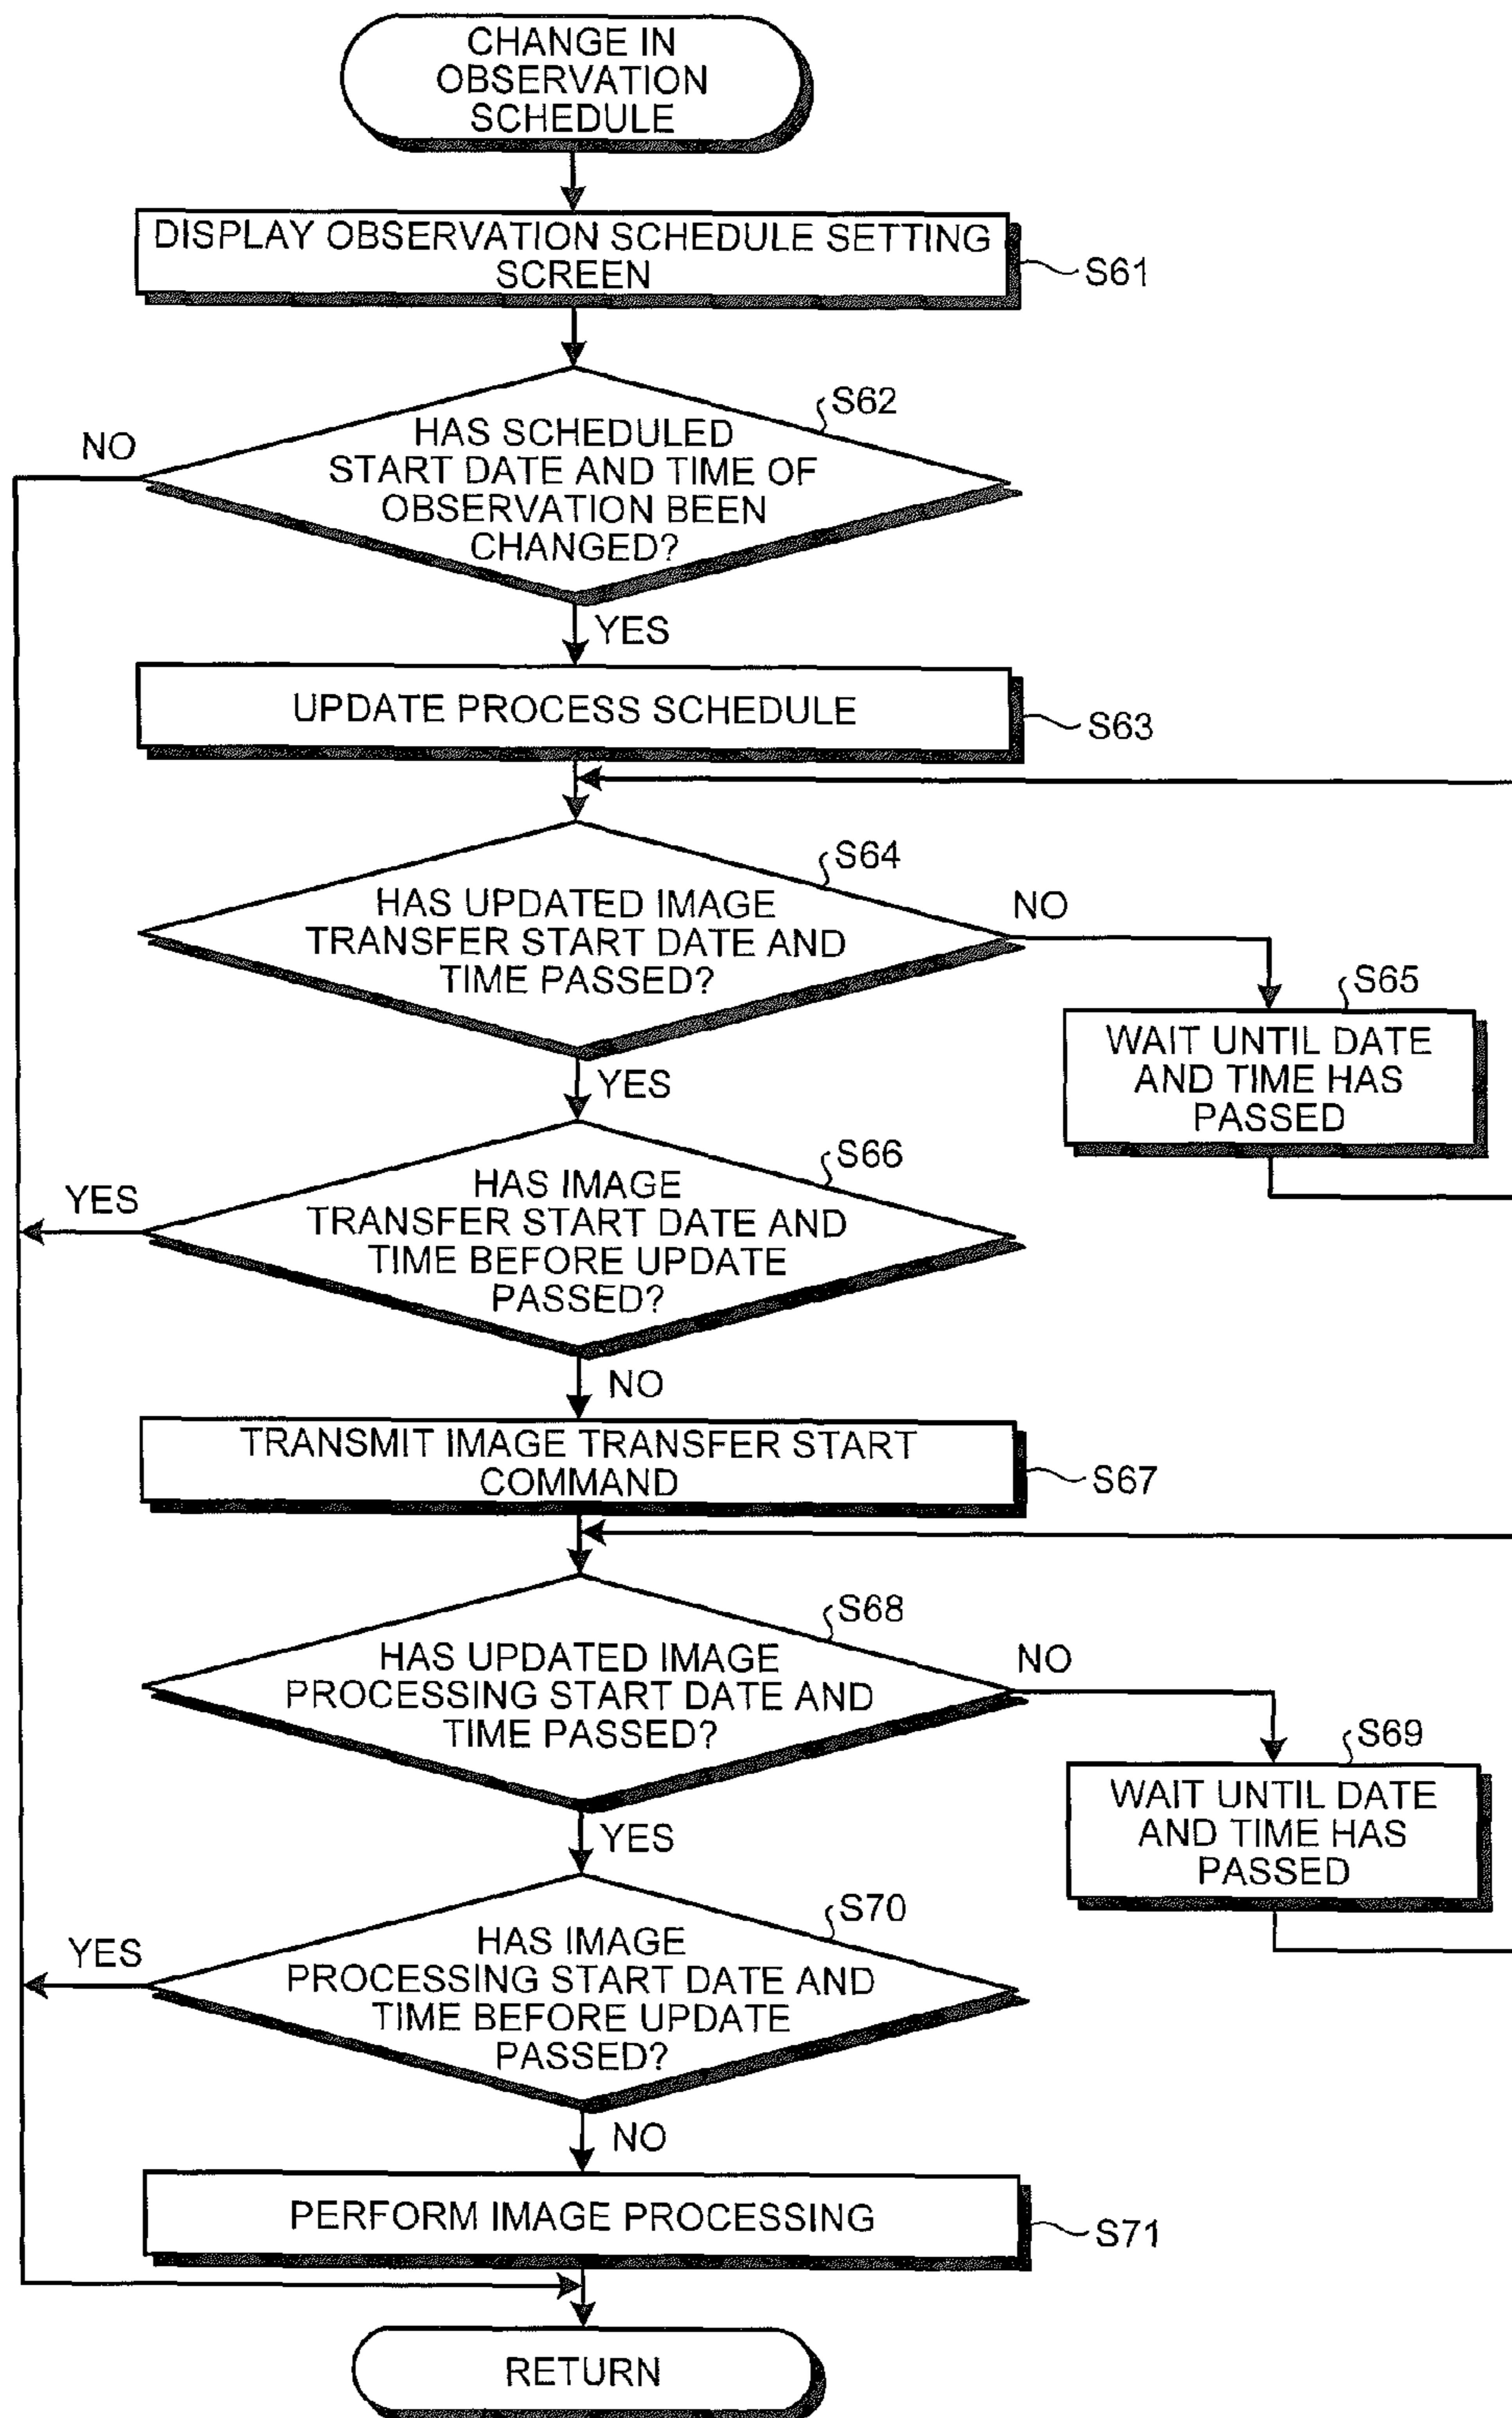 CHANGE IN
OBSERVATION
SCHEDULE
DISPLAY OBSERVATION SCHEDULE SETTING
SCREEN
S61
S62
HAS SCHEDULED
START DATE AND TIME OF
OBSERVATION BEEN
CHANGED?
NO
YES
UPDATE PROCESS SCHEDULE
S63
S64
HAS UPDATED IMAGE
TRANSFER START DATE AND
TIME PASSED?
NO
S65
WAIT UNTIL DATE
AND TIME HAS
PASSED
YES
S66
HAS IMAGE
TRANSFER START DATE AND
TIME BEFORE UPDATE
PASSED?
YES
NO
TRANSMIT IMAGE TRANSFER START
COMMAND
S67
S68
HAS UPDATED IMAGE
PROCESSING START DATE AND
TIME PASSED?
NO
S69
WAIT UNTIL DATE
AND TIME HAS
PASSED
YES
S70
HAS IMAGE
PROCESSING START DATE AND
TIME BEFORE UPDATE
PASSED?
YES
NO
PERFORM IMAGE PROCESSING
S71
RETURN